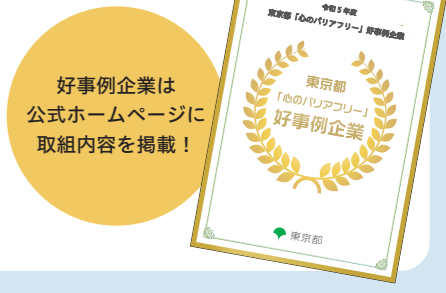 好事例企業は
公式ホームページに
取組内容を掲載！
令和5年度
東京都「心のバリアフリー」好事例企業
東京都
「心のバリアフリー」
好事例企業
東京都